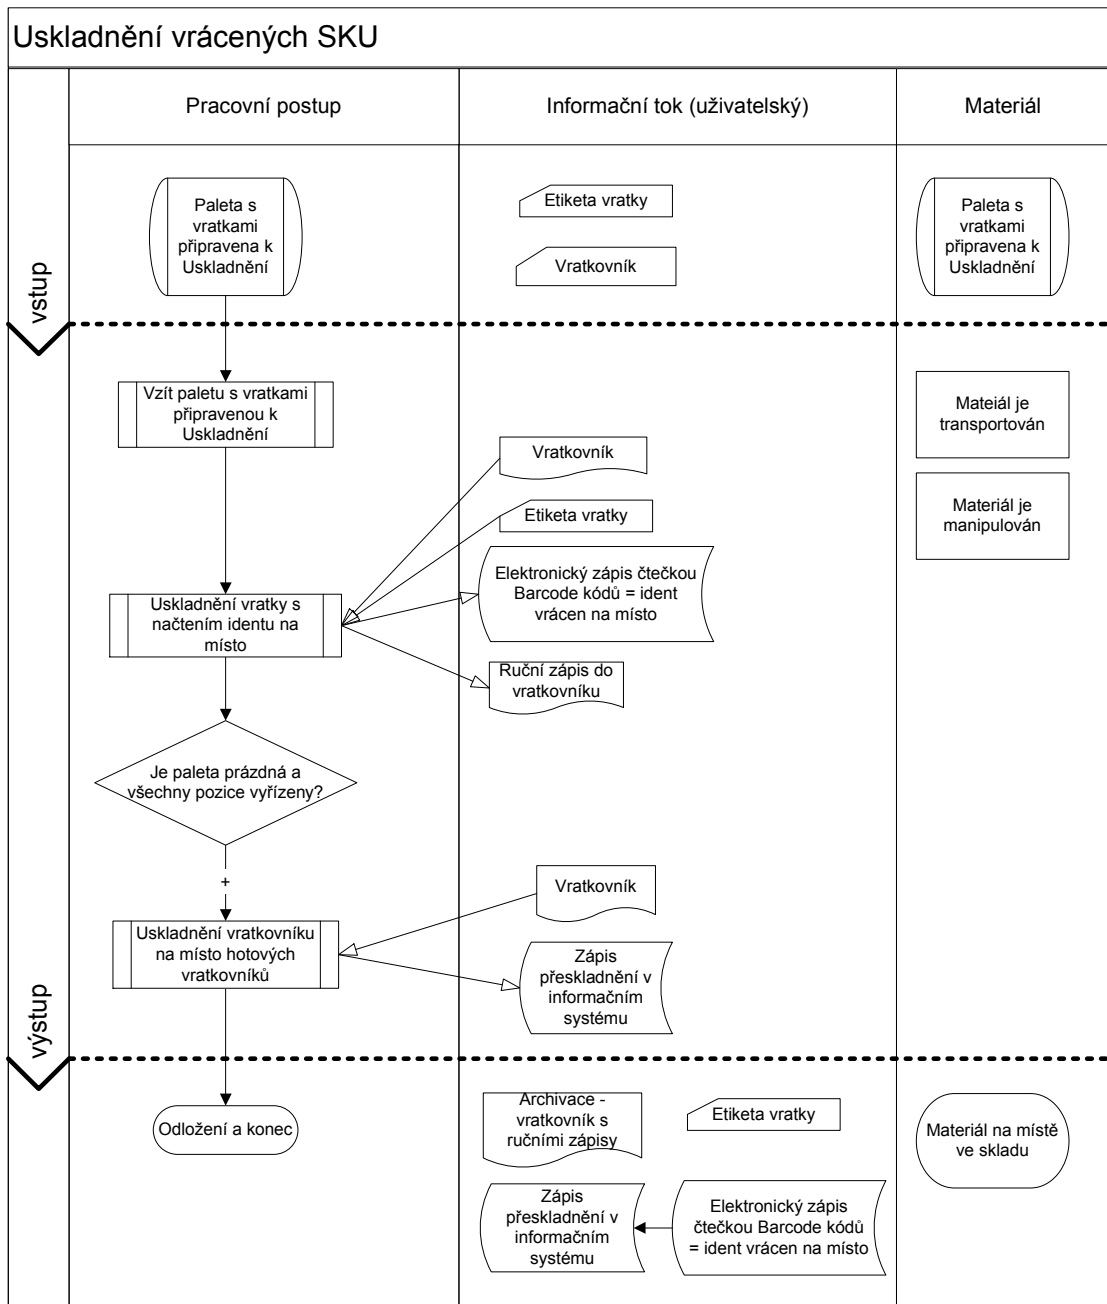 Uskladnění vrácených SKU
Pracovní postup
Informační tok (uživatelský)
Materiál
vstup
Paleta s
vratkami
připravena k
Uskladnění
Etiketa vratky
Vratkovník
Paleta s
vratkami
připravena k
Uskladnění
Vzít paletu s vratkami
připravenou k
Uskladnění
Mateiál je
transportován
Vratkovník
Materiál je
manipulován
Etiketa vratky
Elektronický zápis čtečkou
Barcode kódů = ident
vrácen na místo
Uskladnění vratky s
načtením identu na
místo
Ruční zápis do
vratkovníku
Je paleta prázdná a
všechny pozice vyřízeny?
+
Vratkovník
Uskladnění vratkovníku
na místo hotových
vratkovníků
Zápis
přeskladnění v
informačním
systému
výstup
Odložení a konec
Archivace -
vratkovník s
ručními zápisy
Etiketa vratky
Materiál na místě
ve skladu
Zápis
přeskladnění v
informačním
systému
Elektronický zápis
čtečkou Barcode kódů
= ident vrácen na místo